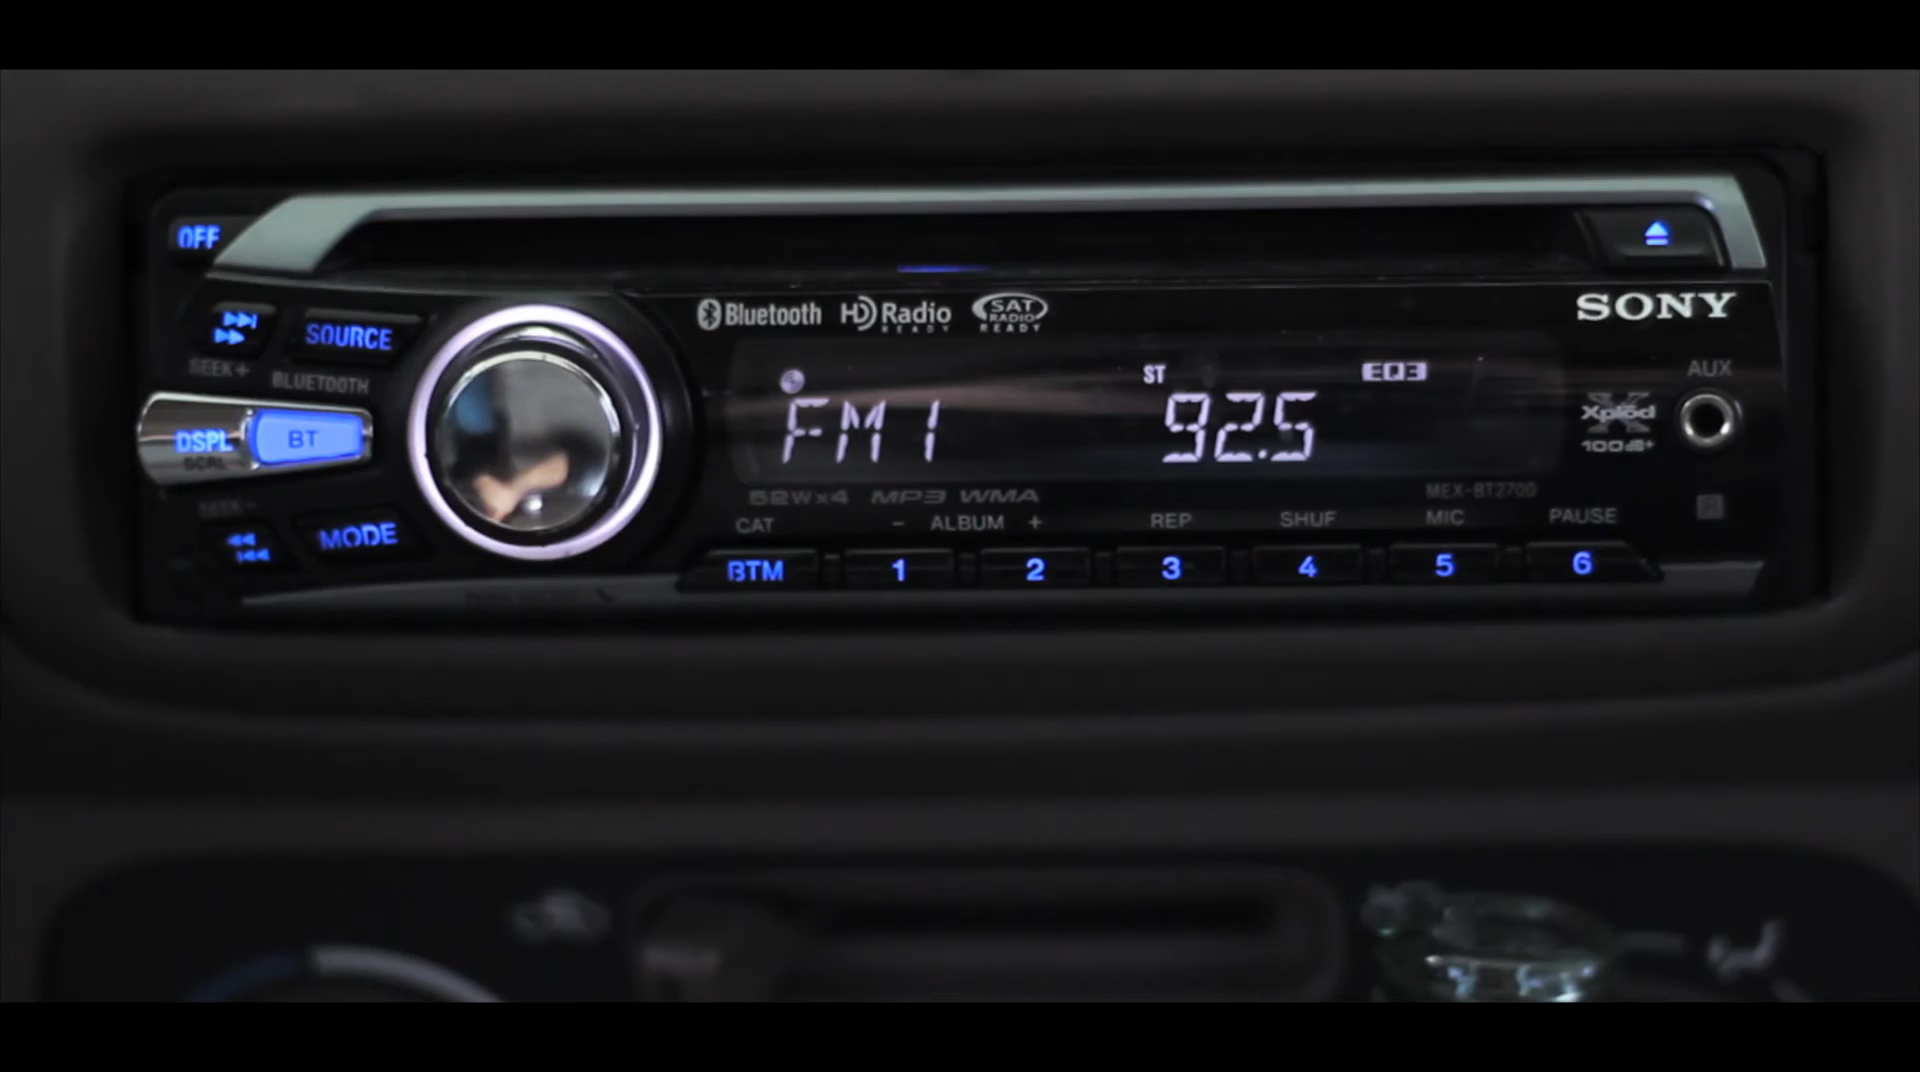 OFF
Bluetooth HD Radio READY SAT RADIO READY
SONY
SOURCE
SEEK+
BLUETOOTH
ST
EQ3
AUX
FM1 92.5
Xplod
100dB+
DSPL
BT
SCRL
SEEK-
52Wx4 MP3 WMA
MEX-BT2700
MODE
CAT - ALBUM + REP SHUF MIC PAUSE
BTM 1 2 3 4 5 6